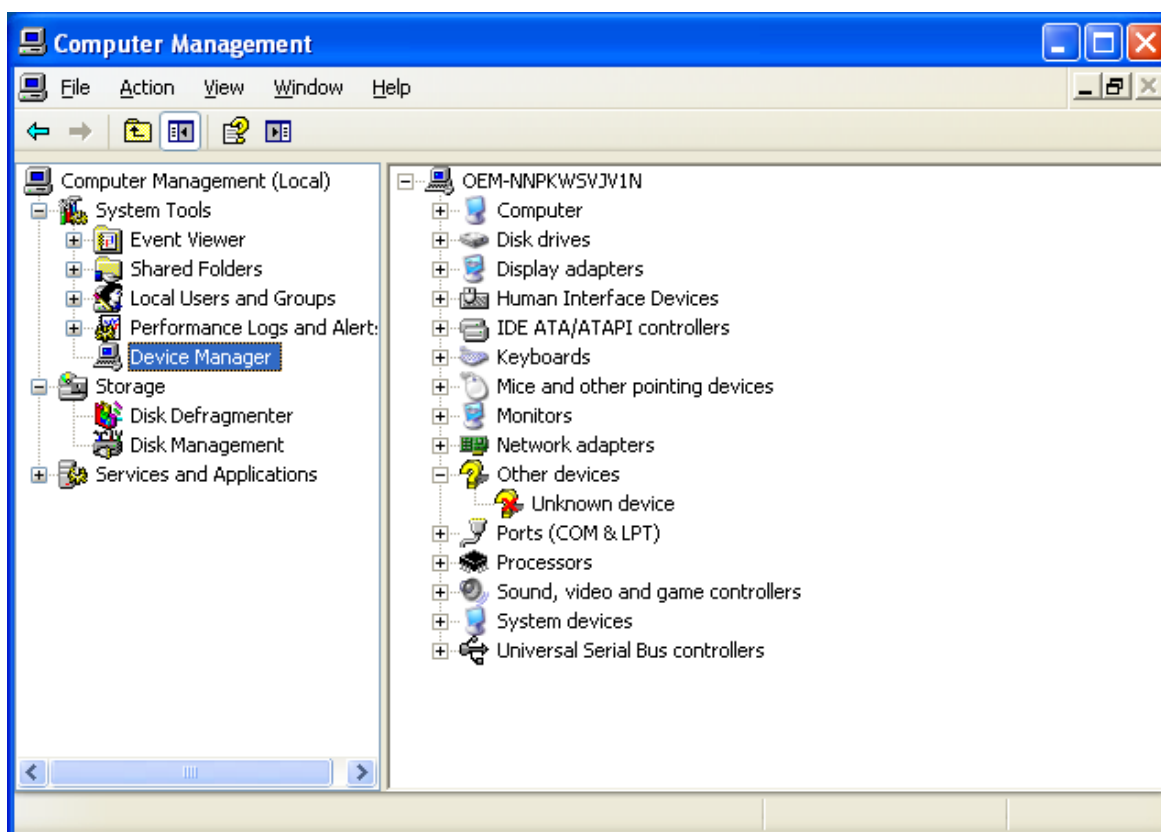 Computer Management
File Action View Window Help
Computer Management (Local)
System Tools
Event Viewer
Shared Folders
Local Users and Groups
Performance Logs and Alert
Device Manager
Storage
Disk Defragmenter
Disk Management
Services and Applications
OEM-NNPKWSVJV1N
Computer
Disk drives
Display adapters
Human Interface Devices
IDE ATA/ATAPI controllers
Keyboards
Mice and other pointing devices
Monitors
Network adapters
Other devices
Unknown device
Ports (COM & LPT)
Processors
Sound, video and game controllers
System devices
Universal Serial Bus controllers